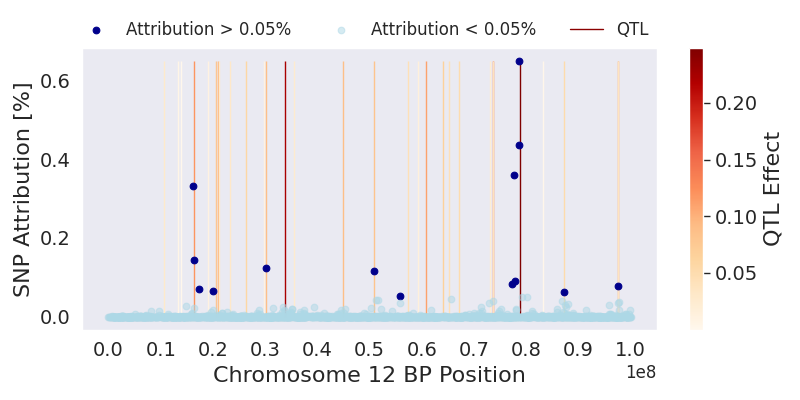 Attribution > 0.05% Attribution < 0.05% QTL
SNP Attribution [%]
0.6
0.4
0.2
0.0
0.0 0.1 0.2 0.3 0.4 0.5 0.6 0.7 0.8 0.9 1.0
1e8
Chromosome 12 BP Position
0.20
0.15
0.10
0.05
QTL Effect